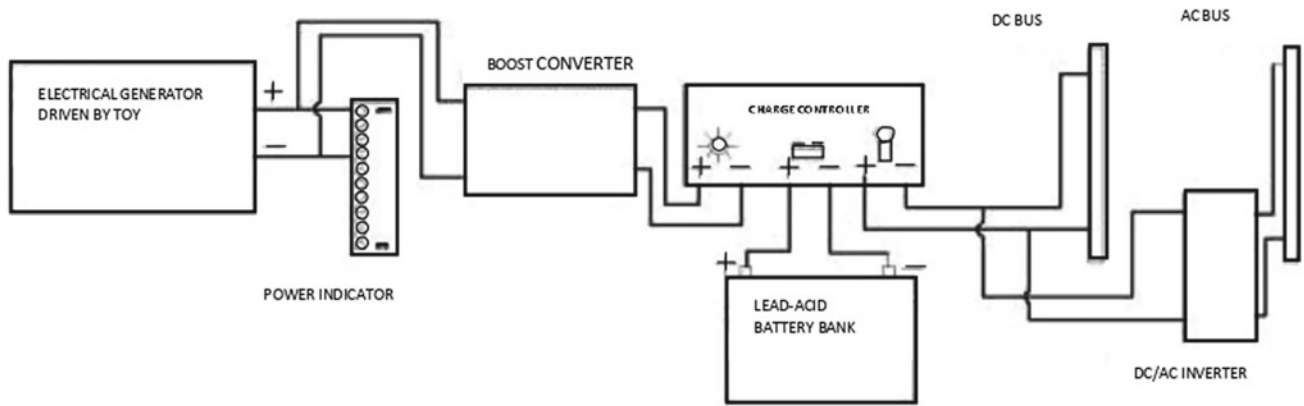 DC BUS
AC BUS
BOOST CONVERTER
ELECTRICAL GENERATOR
DRIVEN BY TOY
+
−
CHARGE CONTROLLER
+ − + − + −
POWER INDICATOR
+ −
LEAD-ACID
BATTERY BANK
DC/AC INVERTER